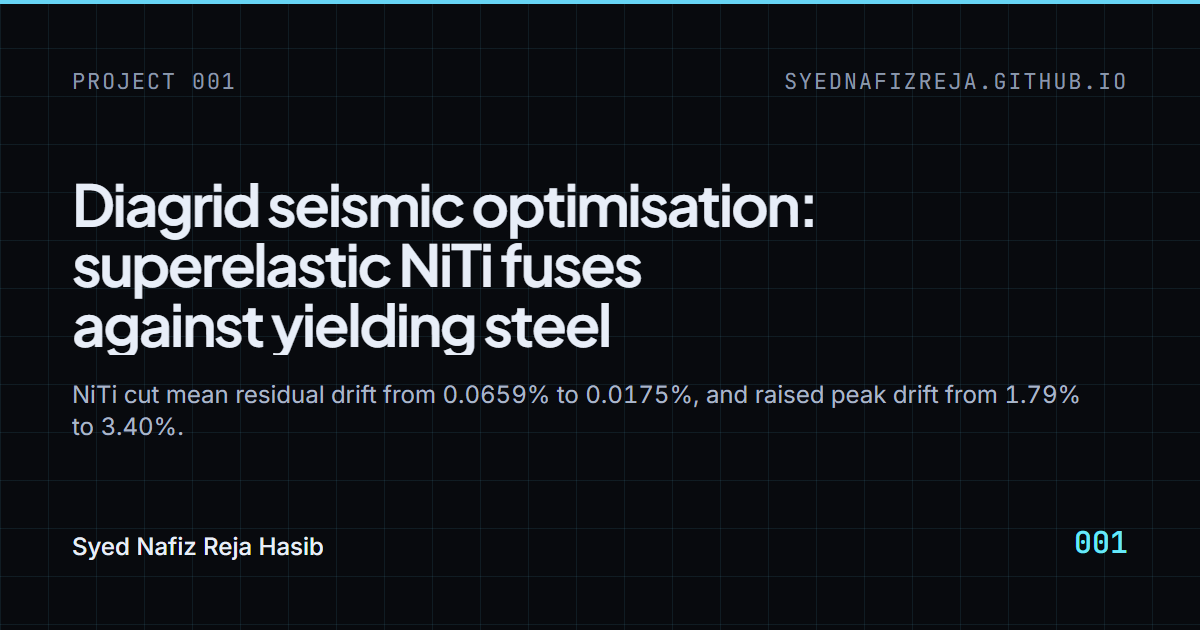 PROJECT 001
SYEDNAFIZREJA.GITHUB.IO
Diagrid seismic optimisation:
superelastic NiTi fuses
against yielding steel
NiTi cut mean residual drift from 0.0659% to 0.0175%, and raised peak drift from 1.79%
to 3.40%.
Syed Nafiz Reja Hasib
001